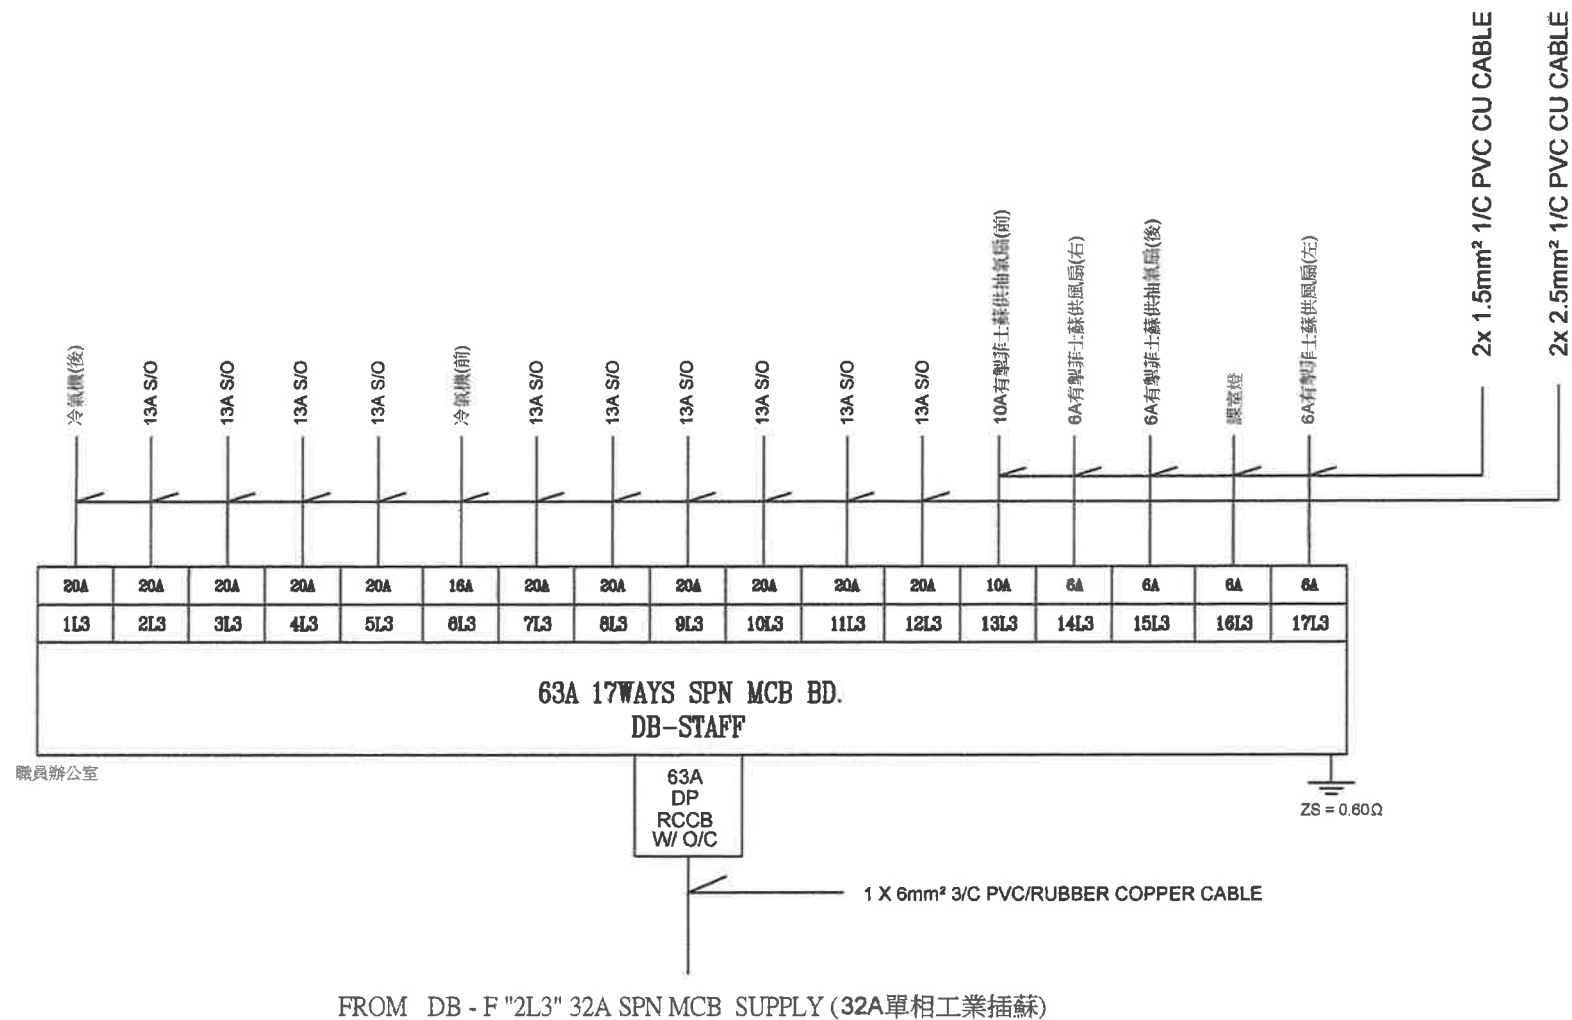 2x 1.5mm² 1/C PVC CU CABLE
2x 2.5mm² 1/C PVC CU CABLE
冷氣機(後)
13A S/O
13A S/O
13A S/O
13A S/O
冷氣機(前)
13A S/O
13A S/O
13A S/O
13A S/O
13A S/O
13A S/O
10A有掣菲士蘇供抽氣扇(前)
6A有掣菲士蘇供風扇(右)
6A有掣菲士蘇供抽氣扇(後)
課室燈
6A有掣菲士蘇供風扇(左)
20A 20A 20A 20A 20A 16A 20A 20A 20A 20A 20A 20A 10A 6A 6A 6A 6A
1L3 2L3 3L3 4L3 5L3 6L3 7L3 8L3 9L3 10L3 11L3 12L3 13L3 14L3 15L3 16L3 17L3
63A 17WAYS SPN MCB BD.
DB-STAFF
職員辦公室
63A
DP
RCCB
W/ O/C
ZS = 0.60Ω
1 X 6mm² 3/C PVC/RUBBER COPPER CABLE
FROM DB - F "2L3" 32A SPN MCB SUPPLY (32A單相工業插蘇)